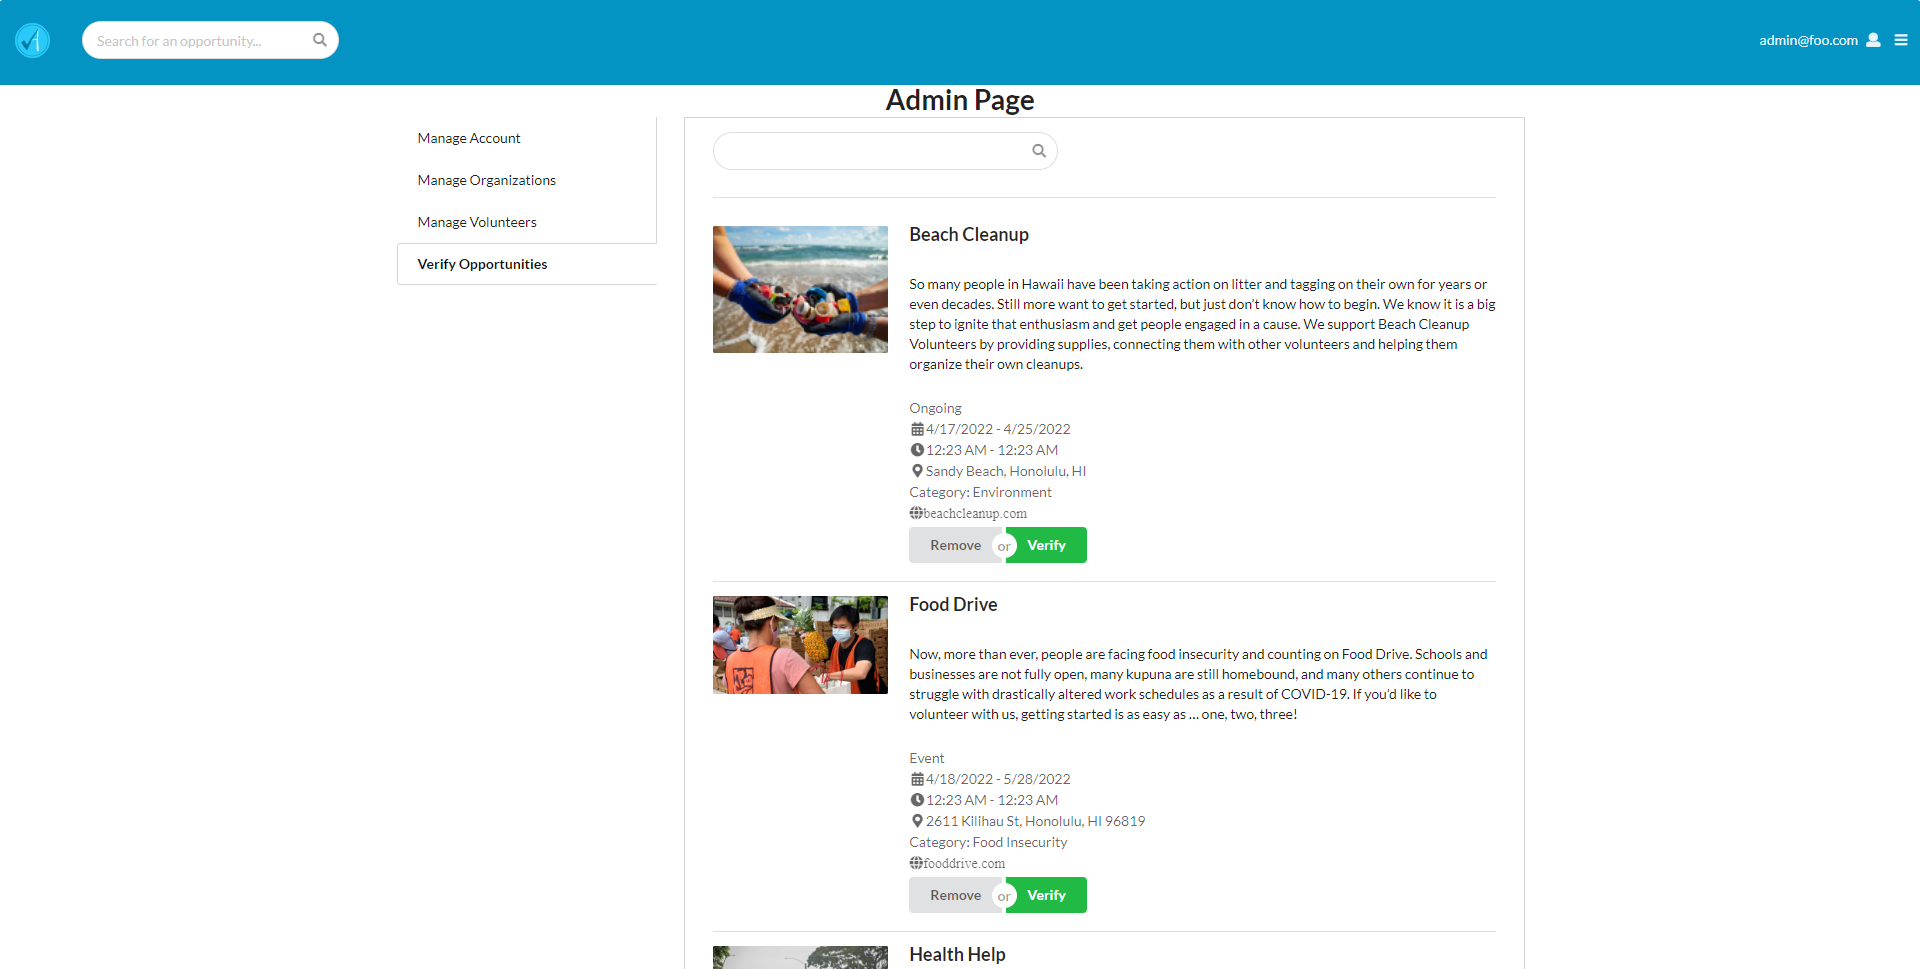 Search for an opportunity...
admin@foo.com
Admin Page
Manage Account
Manage Organizations
Manage Volunteers
Verify Opportunities
Beach Cleanup
So many people in Hawaii have been taking action on litter and tagging on their own for years or
even decades. Still more want to get started, but just don’t know how to begin. We know it is a big
step to ignite that enthusiasm and get people engaged in a cause. We support Beach Cleanup
Volunteers by providing supplies, connecting them with other volunteers and helping them
organize their own cleanups.
Ongoing
4/17/2022 - 4/25/2022
12:23 AM - 12:23 AM
Sandy Beach, Honolulu, HI
Category: Environment
beachcleanup.com
Remove or Verify
Food Drive
Now, more than ever, people are facing food insecurity and counting on Food Drive. Schools and
businesses are not fully open, many kupuna are still homebound, and many others continue to
struggle with drastically altered work schedules as a result of COVID-19. If you’d like to
volunteer with us, getting started is as easy as ... one, two, three!
Event
4/18/2022 - 5/28/2022
12:23 AM - 12:23 AM
2611 Kilihau St, Honolulu, HI 96819
Category: Food Insecurity
fooddrive.com
Remove or Verify
Health Help